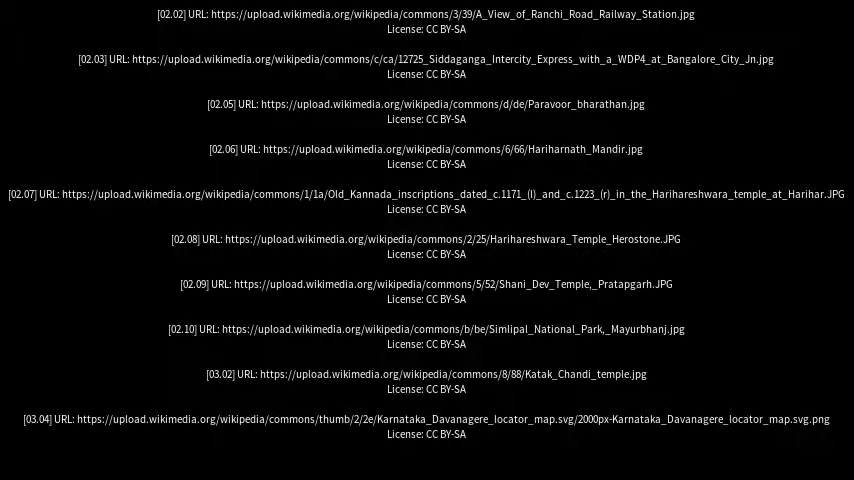 [02.02] URL: https://upload.wikimedia.org/wikipedia/commons/3/39/A_View_of_Ranchi_Road_Railway_Station.jpg
License: CC BY-SA
[02.03] URL: https://upload.wikimedia.org/wikipedia/commons/c/ca/12725_Siddaganga_Intercity_Express_with_a_WDP4_at_Bangalore_City_Jn.jpg
License: CC BY-SA
[02.05] URL: https://upload.wikimedia.org/wikipedia/commons/d/de/Paravoor_bharathan.jpg
License: CC BY-SA
[02.06] URL: https://upload.wikimedia.org/wikipedia/commons/6/66/Hariharnath_Mandir.jpg
License: CC BY-SA
[02.07] URL: https://upload.wikimedia.org/wikipedia/commons/1/1a/Old_Kannada_inscriptions_dated_c.1171_(l)_and_c.1223_(r)_in_the_Harihareshwara_temple_at_Harihar.JPG
License: CC BY-SA
[02.08] URL: https://upload.wikimedia.org/wikipedia/commons/2/25/Harihareshwara_Temple_Herostone.JPG
License: CC BY-SA
[02.09] URL: https://upload.wikimedia.org/wikipedia/commons/5/52/Shani_Dev_Temple,_Pratapgarh.JPG
License: CC BY-SA
[02.10] URL: https://upload.wikimedia.org/wikipedia/commons/b/be/Simlipal_National_Park,_Mayurbhanj.jpg
License: CC BY-SA
[03.02] URL: https://upload.wikimedia.org/wikipedia/commons/8/88/Katak_Chandi_temple.jpg
License: CC BY-SA
[03.04] URL: https://upload.wikimedia.org/wikipedia/commons/thumb/2/2e/Karnataka_Davanagere_locator_map.svg/2000px-Karnataka_Davanagere_locator_map.svg.png
License: CC BY-SA